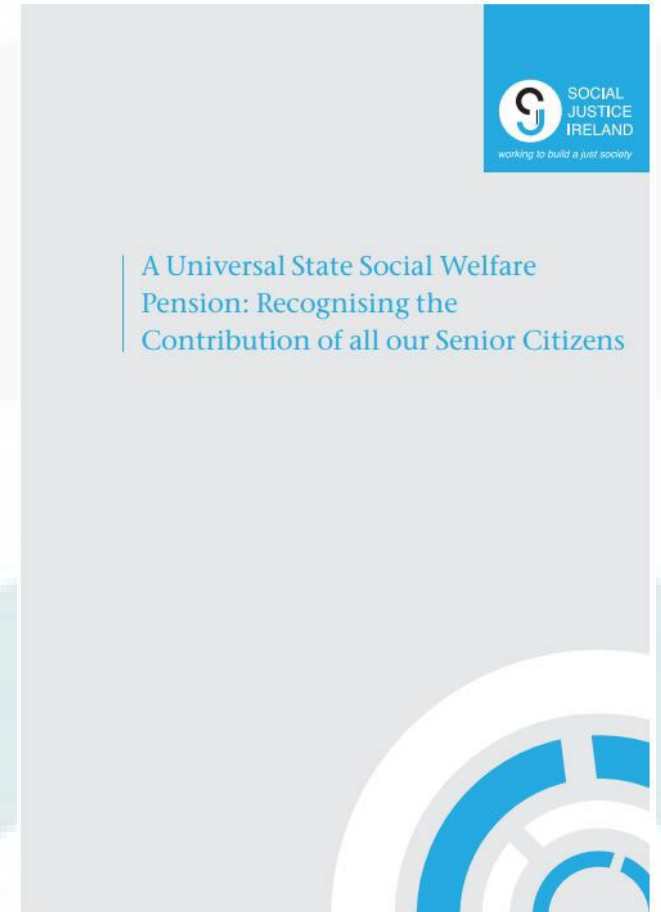 SOCIAL
JUSTICE
IRELAND
working to build a just society
A Universal State Social Welfare
Pension: Recognising the
Contribution of all our Senior Citizens